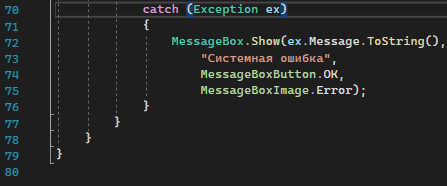 70 catch (Exception ex)
71 {
72 MessageBox.Show(ex.Message.ToString(),
73 "Системная ошибка",
74 MessageBoxButton.OK,
75 MessageBoxImage.Error);
76 }
77 }
78 }
79 }
80